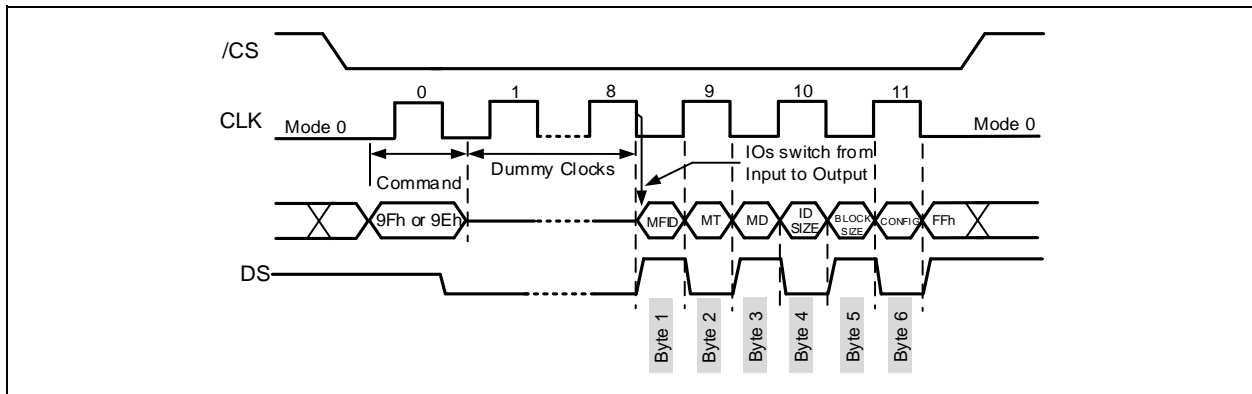 /CS
0 1 8 9 10 11
CLK
Mode 0
Mode 0
Dummy Clocks
IOs switch from
Input to Output
Command
9Fh or 9Eh
MFID
MT
MD
ID
SIZE
BLOCK
SIZE
CONFIG
FFh
DS
Byte 1
Byte 2
Byte 3
Byte 4
Byte 5
Byte 6